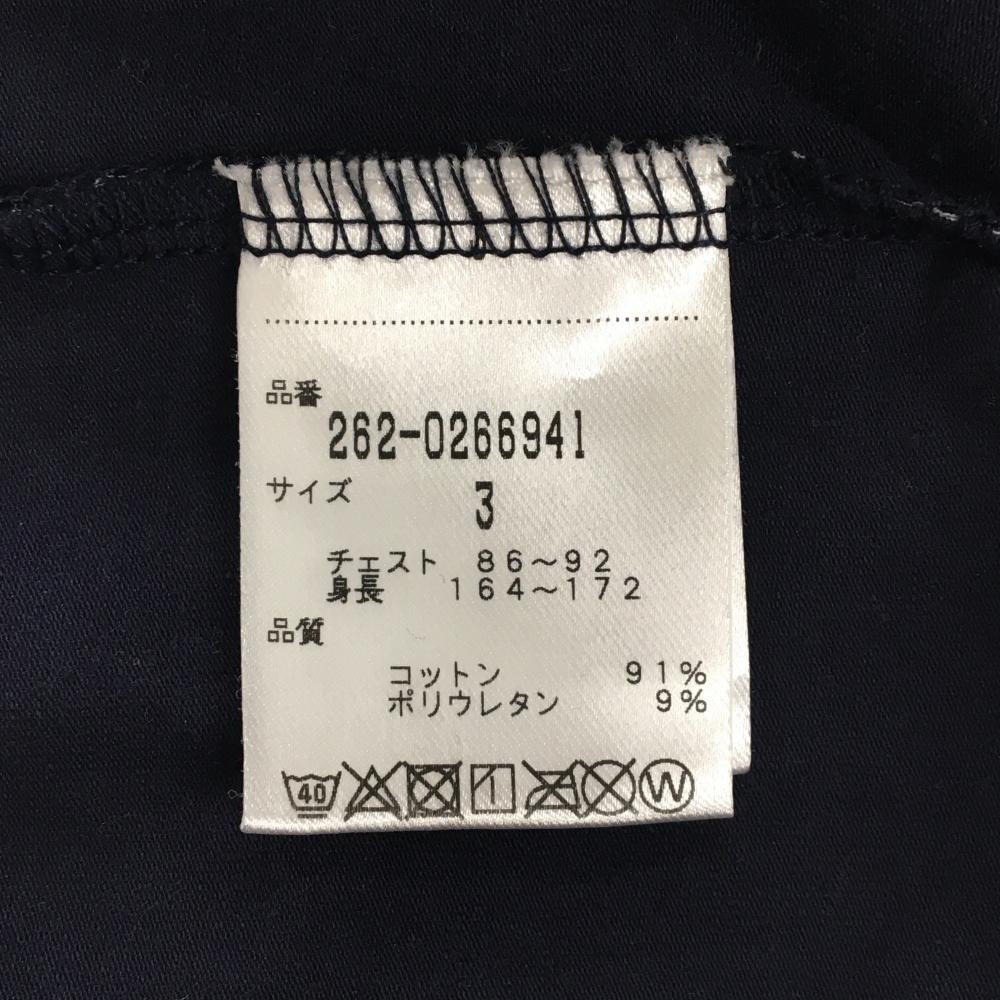 品番
262-0266941
サイズ 3
チェスト 86～92
身長 164～172
品質
コットン 91%
ポリウレタン 9%
40 W